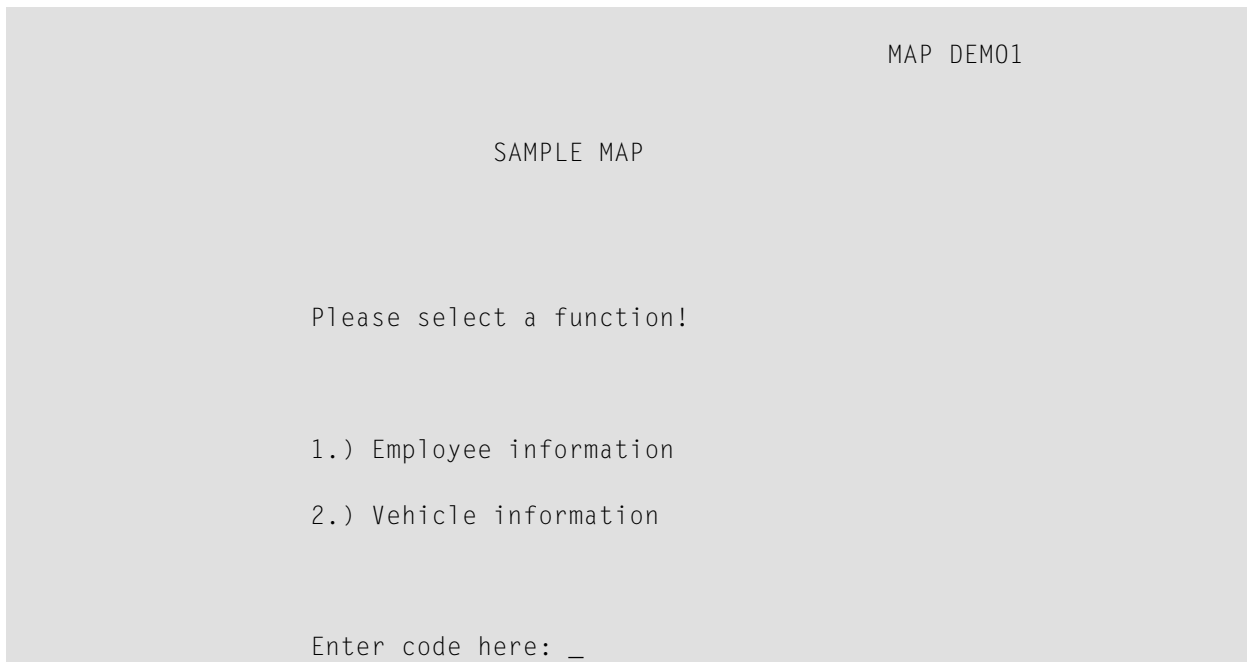 MAP DEMO1
SAMPLE MAP
Please select a function!
1.) Employee information
2.) Vehicle information
Enter code here: _